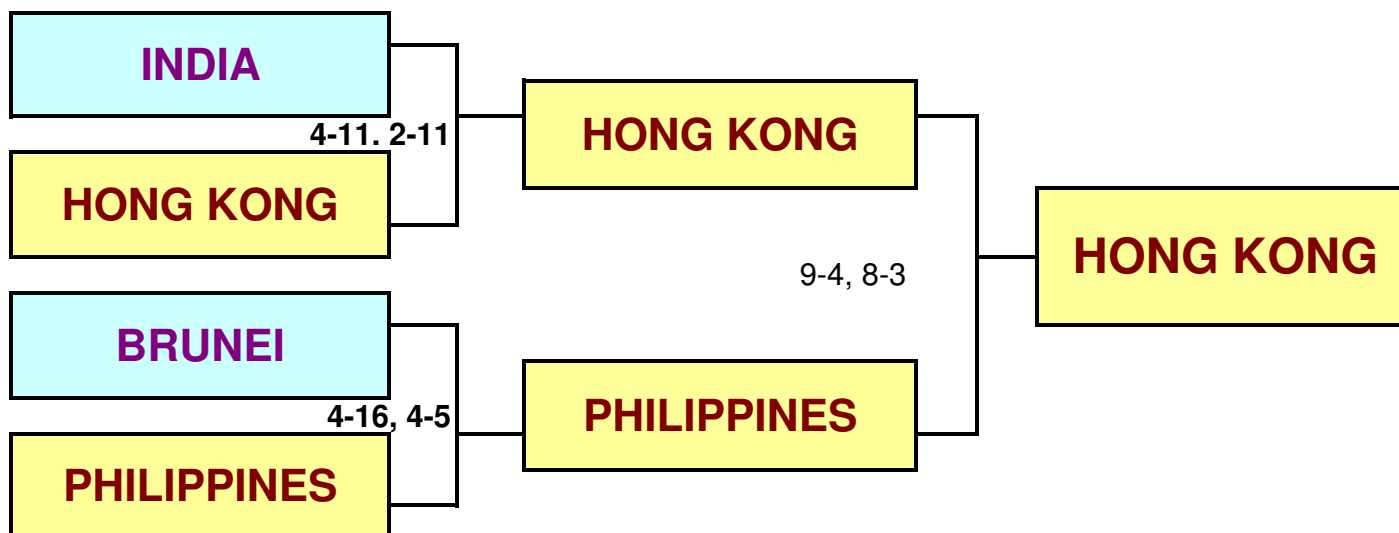 INDIA
4-11. 2-11
HONG KONG
HONG KONG
9-4, 8-3
HONG KONG
BRUNEI
4-16, 4-5
PHILIPPINES
PHILIPPINES